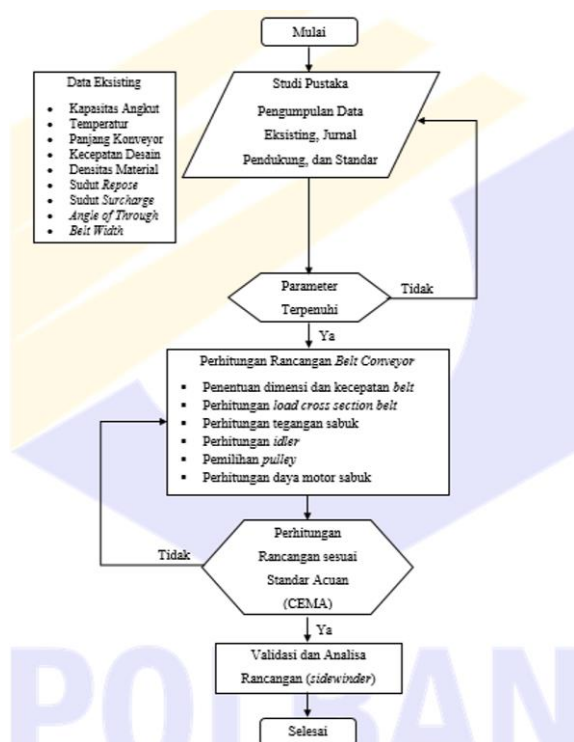 Mulai
Data Eksisting
• Kapasitas Angkut
• Temperatur
• Panjang Konveyor
• Kecepatan Desain
• Densitas Material
• Sudut Repose
• Sudut Surcharge
• Angle of Through
• Belt Width
Studi Pustaka
Pengumpulan Data
Eksisting, Jurnal
Pendukung, dan Standar
Parameter
Terpenuhi
Tidak
Ya
Perhitungan Rancangan Belt Conveyor
▪ Penentuan dimensi dan kecepatan belt
▪ Perhitungan load cross section belt
▪ Perhitungan tegangan sabuk
▪ Perhitungan idler
▪ Pemilihan pulley
▪ Perhitungan daya motor sabuk
Perhitungan
Rancangan sesuai
Standar Acuan
(CEMA)
Tidak
Ya
Validasi dan Analisa
Rancangan (sidewinder)
Selesai
POLBAN